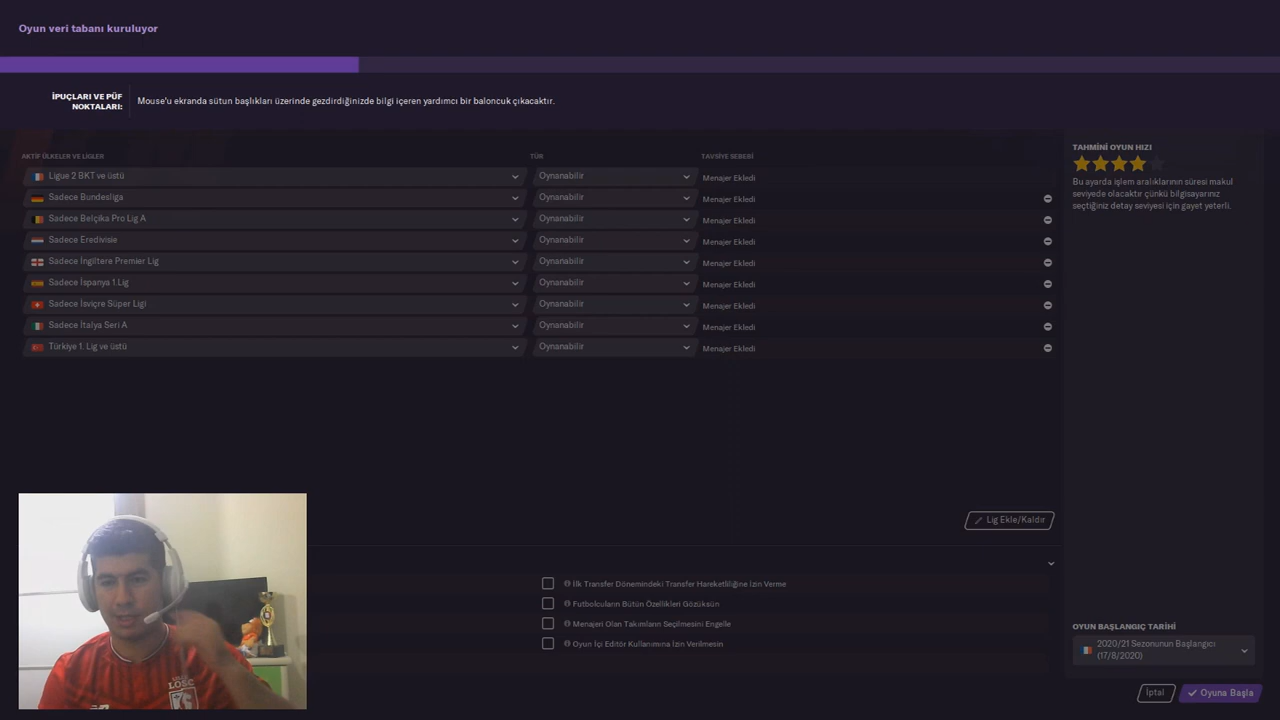 Oyun veri tabanı kuruluyor
İPUÇLARI VE PÜF
NOKTALARI:
Mouse'u ekranda sütun başlıkları üzerinde gezdirdiğinizde bilgi içeren yardımcı bir baloncuk çıkacaktır.
AKTİF ÜLKELER VE LİGLER TÜR TAVSİYE SEBEBİ
Ligue 2 BKT ve üstü Oynanabilir Menajer Ekledi
Sadece Bundesliga Oynanabilir Menajer Ekledi
Sadece Belçika Pro Lig A Oynanabilir Menajer Ekledi
Sadece Eredivisie Oynanabilir Menajer Ekledi
Sadece İngiltere Premier Lig Oynanabilir Menajer Ekledi
Sadece İspanya 1.Lig Oynanabilir Menajer Ekledi
Sadece İsviçre Süper Ligi Oynanabilir Menajer Ekledi
Sadece İtalya Seri A Oynanabilir Menajer Ekledi
Türkiye 1. Lig ve üstü Oynanabilir Menajer Ekledi
TAHMİNİ OYUN HIZI
Bu ayarda işlem aralıklarının süresi makul
seviyede olacaktır çünkü bilgisayarınız
seçtiğiniz detay seviyesi için gayet yeterli.
Lig Ekle/Kaldır
İlk Transfer Dönemindeki Transfer Hareketliliğine İzin Verme
Futbolcuların Bütün Özellikleri Gözüksün
Menajeri Olan Takımların Seçilmesini Engelle
Oyun İçi Editör Kullanımına İzin Verilmesin
OYUN BAŞLANGIÇ TARİHİ
2020/21 Sezonunun Başlangıcı
(17/8/2020)
İptal
Oyuna Başla
LOSC